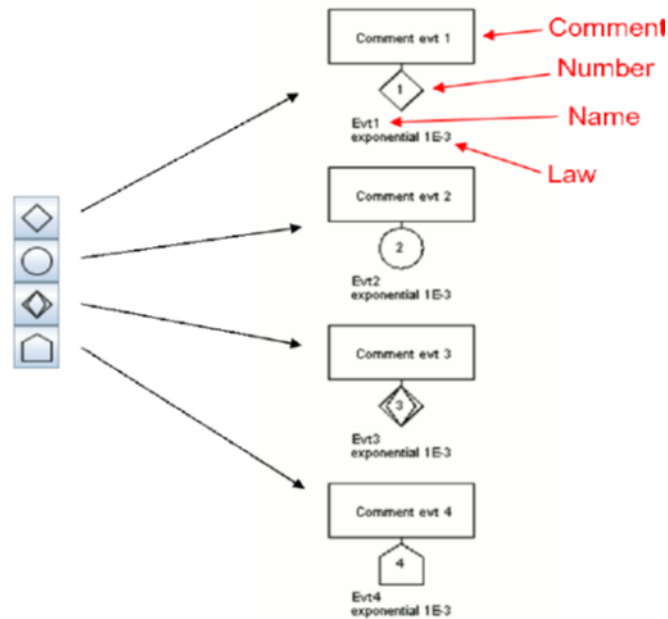 Comment evt 1
Comment
1
Number
Evt1
Name
exponential 1E-3
Law
Comment evt 2
2
Evt2
exponential 1E-3
Comment evt 3
3
Evt3
exponential 1E-3
Comment evt 4
4
Evt4
exponential 1E-3